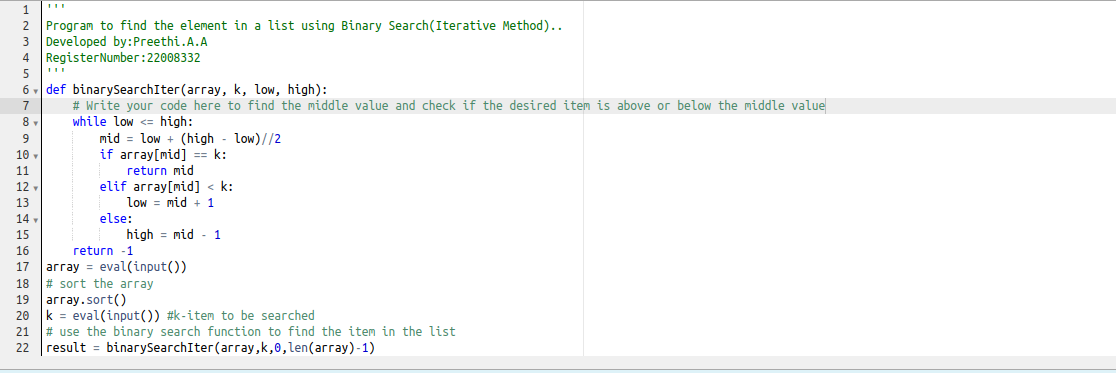 1 '''
2 Program to find the element in a list using Binary Search(Iterative Method)..
3 Developed by:Preethi.A.A
4 RegisterNumber:22008332
5 '''
6 def binarySearchIter(array, k, low, high):
7     # Write your code here to find the middle value and check if the desired item is above or below the middle value
8     while low <= high:
9         mid = low + (high - low)//2
10         if array[mid] == k:
11             return mid
12         elif array[mid] < k:
13             low = mid + 1
14         else:
15             high = mid - 1
16     return -1
17 array = eval(input())
18 # sort the array
19 array.sort()
20 k = eval(input()) #k-item to be searched
21 # use the binary search function to find the item in the list
22 result = binarySearchIter(array,k,0,len(array)-1)